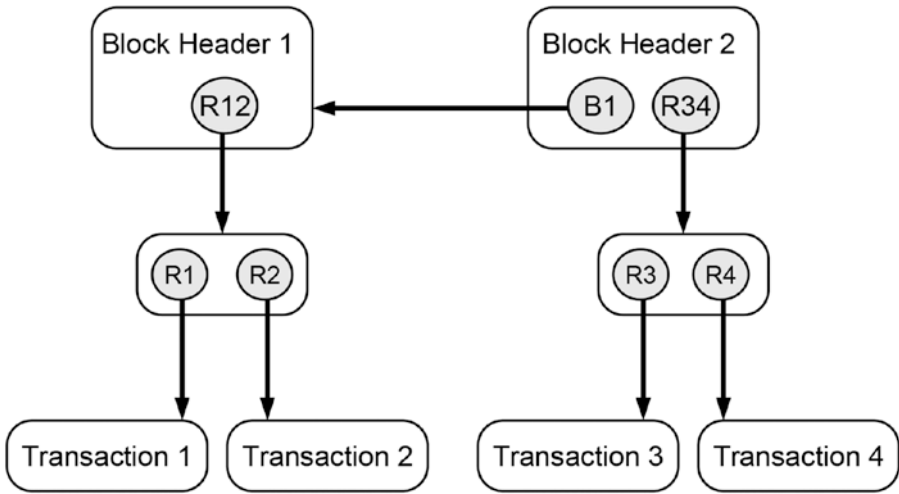 Block Header 1
Block Header 2
R12
B1
R34
R1
R2
R3
R4
Transaction 1
Transaction 2
Transaction 3
Transaction 4